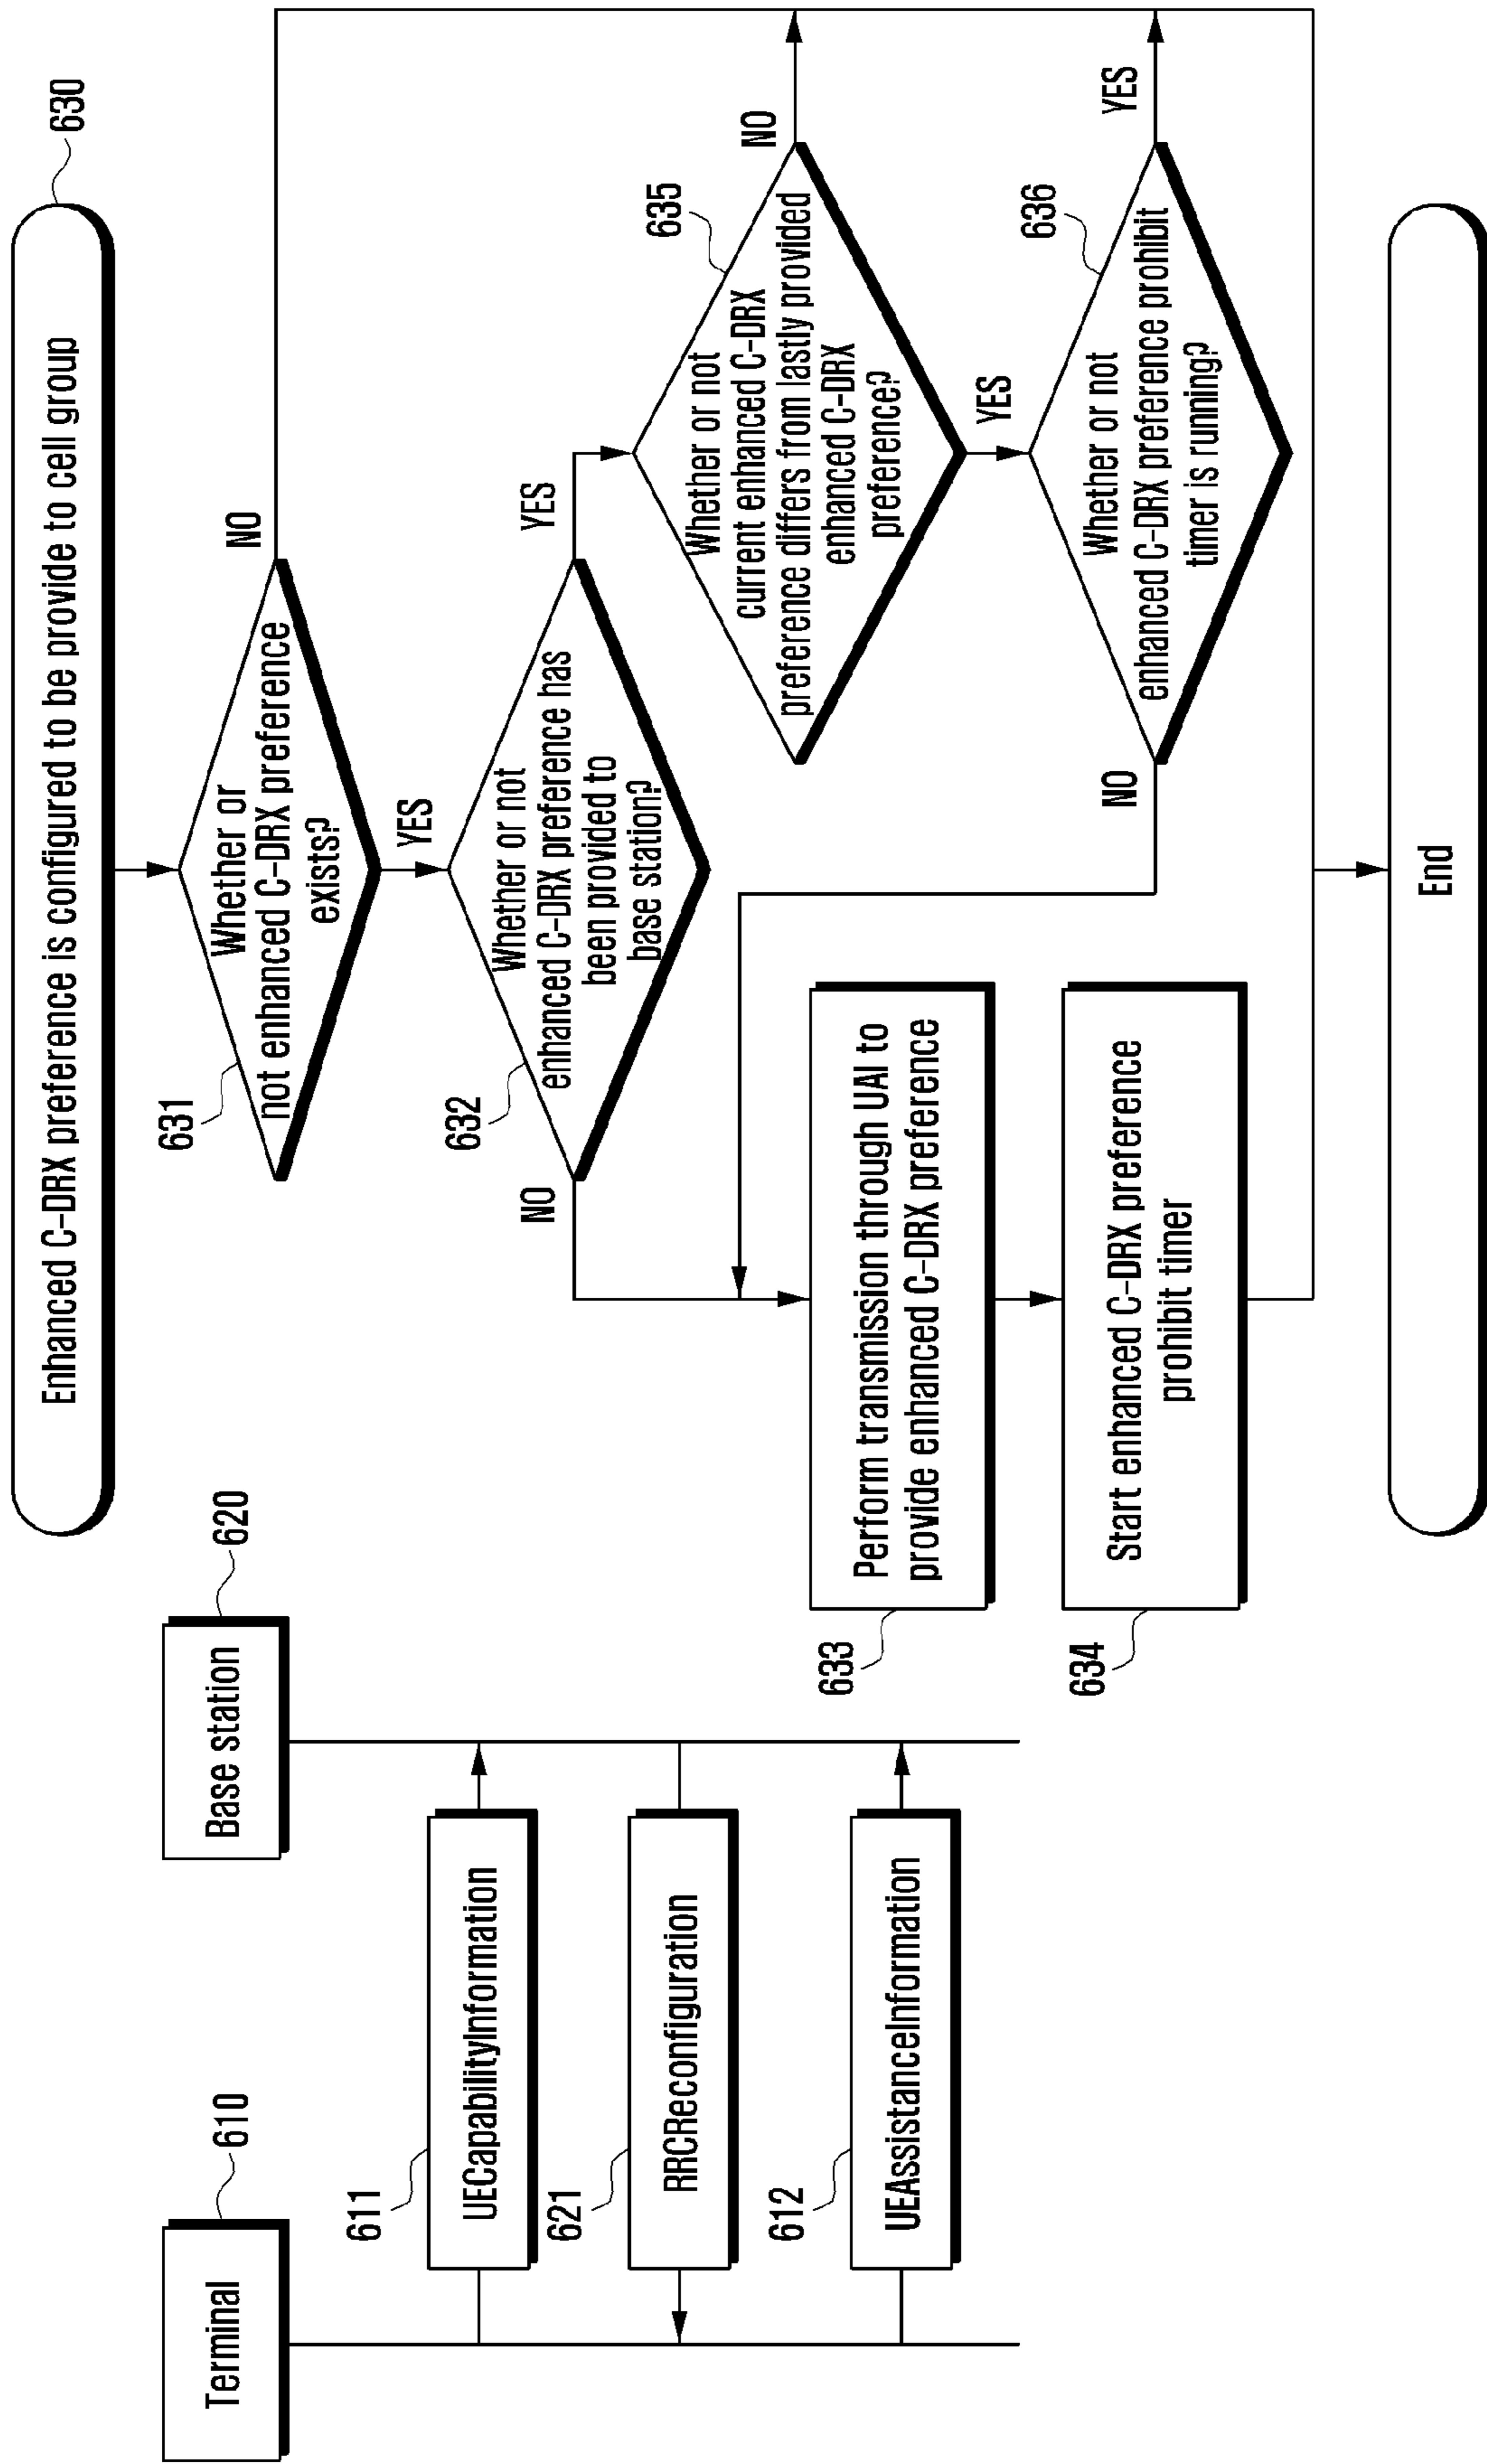 Terminal
610
Base station
620
611
UECapabilityInformation
621
RRCReconfiguration
612
UEAssistanceInformation
630
Enhanced C-DRX preference is configured to be provide to cell group
631
Whether or
not enhanced C-DRX preference
exists?
NO
YES
632
Whether or not
enhanced C-DRX preference has
been provided to
base station?
NO
YES
633
Perform transmission through UAI to
provide enhanced C-DRX preference
634
Start enhanced C-DRX preference
prohibit timer
635
Whether or not
current enhanced C-DRX
preference differs from lastly provided
enhanced C-DRX
preference?
NO
YES
636
Whether or not
enhanced C-DRX preference prohibit
timer is running?
NO
YES
End